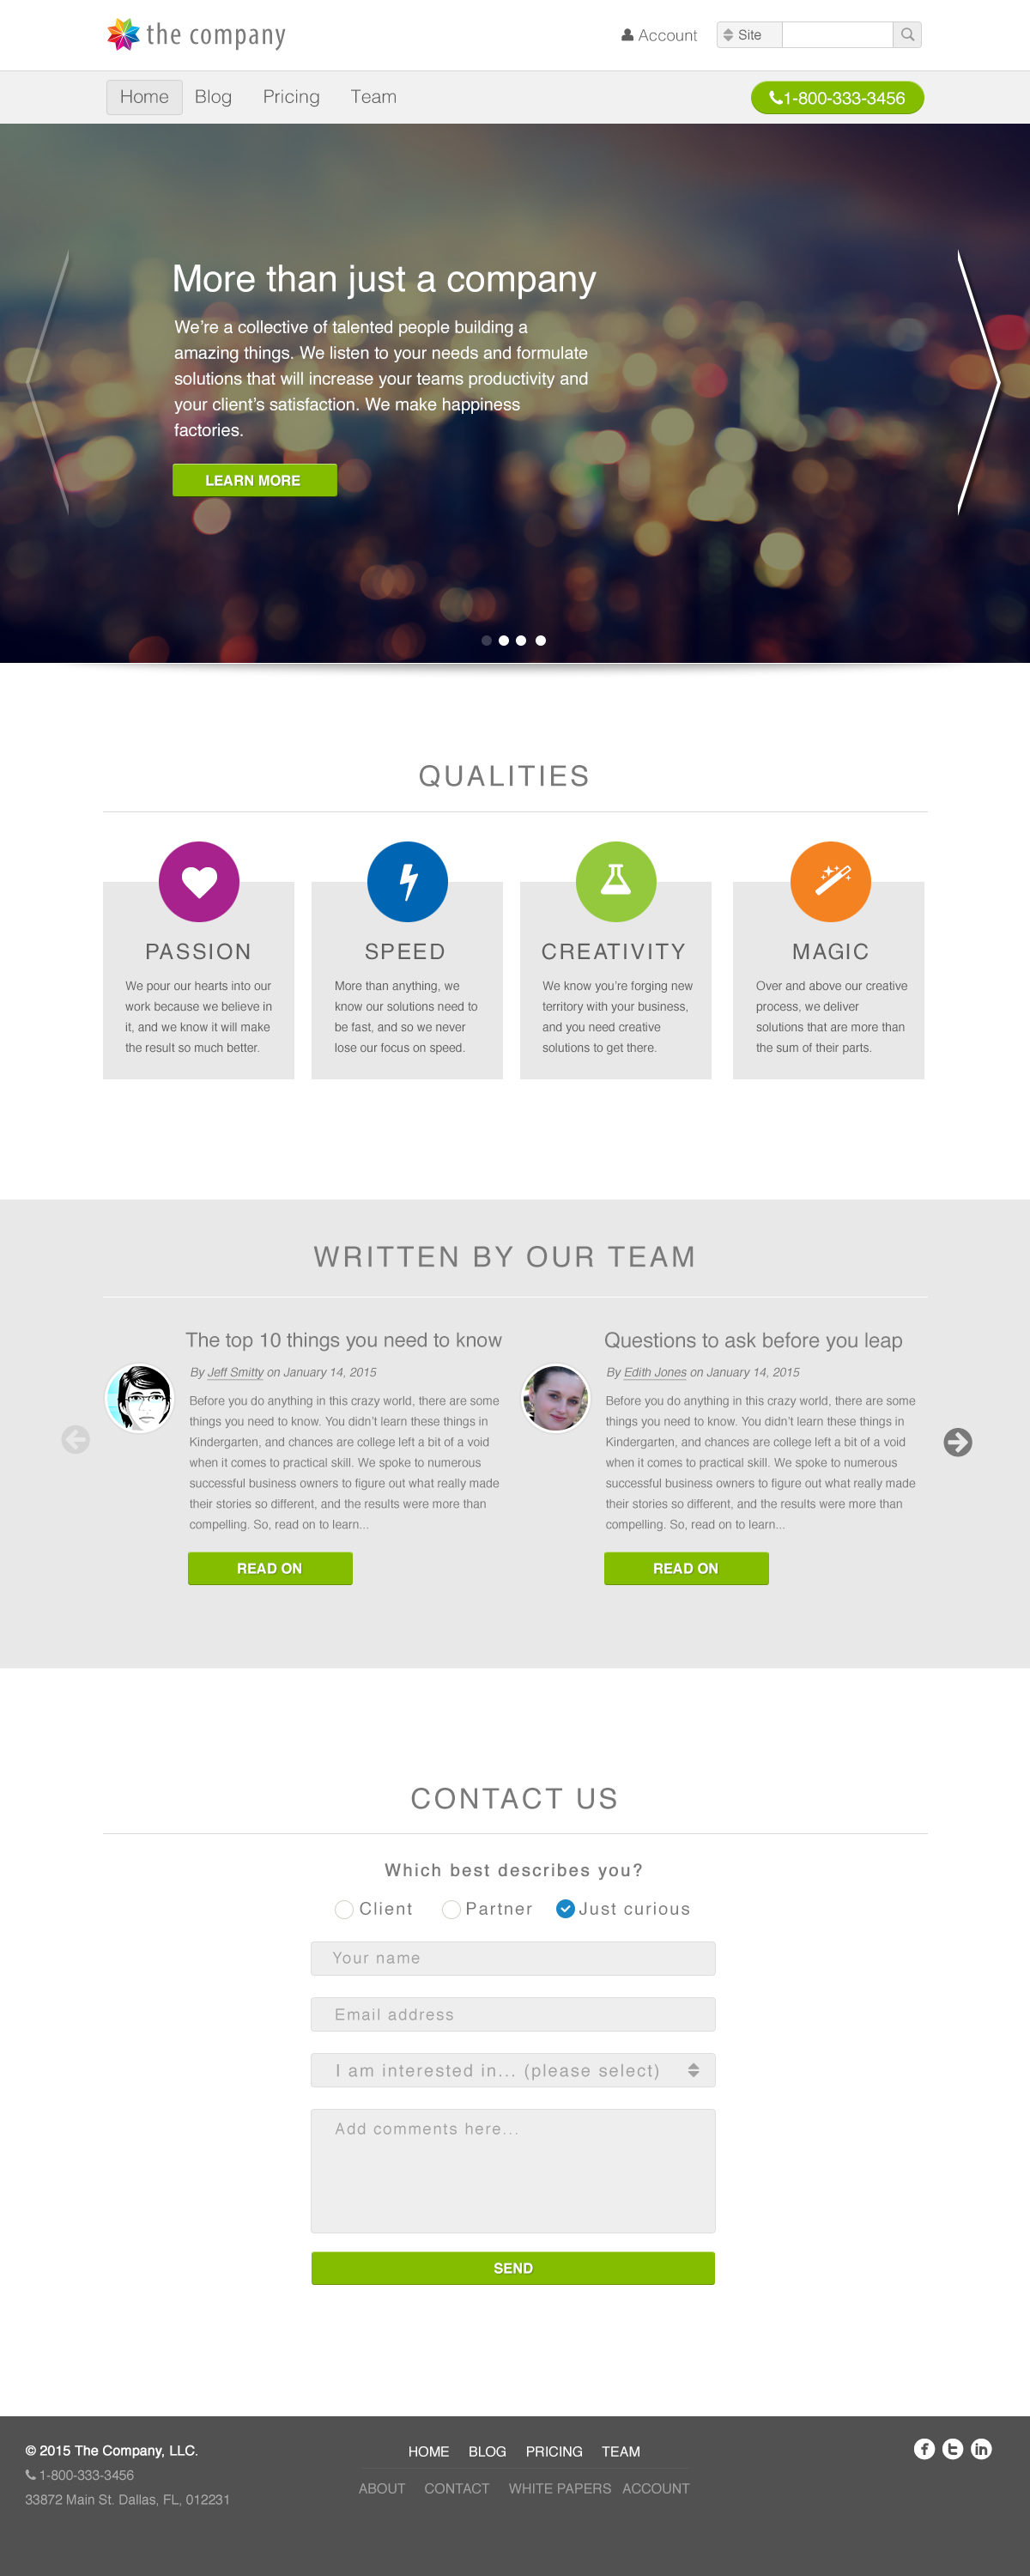 the company
Account
Site
Home Blog Pricing Team
1-800-333-3456
More than just a company
We're a collective of talented people building a
amazing things. We listen to your needs and formulate
solutions that will increase your teams productivity and
your client's satisfaction. We make happiness
factories.
LEARN MORE
QUALITIES
PASSION
We pour our hearts into our
work because we believe in
it, and we know it will make
the result so much better.
SPEED
More than anything, we
know our solutions need to
be fast, and so we never
lose our focus on speed.
CREATIVITY
We know you're forging new
territory with your business,
and you need creative
solutions to get there.
MAGIC
Over and above our creative
process, we deliver
solutions that are more than
the sum of their parts.
WRITTEN BY OUR TEAM
The top 10 things you need to know
By Jeff Smitty on January 14, 2015
Before you do anything in this crazy world, there are some
things you need to know. You didn't learn these things in
Kindergarten, and chances are college left a bit of a void
when it comes to practical skill. We spoke to numerous
successful business owners to figure out what really made
their stories so different, and the results were more than
compelling. So, read on to learn...
READ ON
Questions to ask before you leap
By Edith Jones on January 14, 2015
Before you do anything in this crazy world, there are some
things you need to know. You didn't learn these things in
Kindergarten, and chances are college left a bit of a void
when it comes to practical skill. We spoke to numerous
successful business owners to figure out what really made
their stories so different, and the results were more than
compelling. So, read on to learn...
READ ON
CONTACT US
Which best describes you?
Client Partner Just curious
Your name
Email address
I am interested in... (please select)
Add comments here...
SEND
© 2015 The Company, LLC.
1-800-333-3456
33872 Main St. Dallas, FL, 012231
HOME BLOG PRICING TEAM
ABOUT CONTACT WHITE PAPERS ACCOUNT